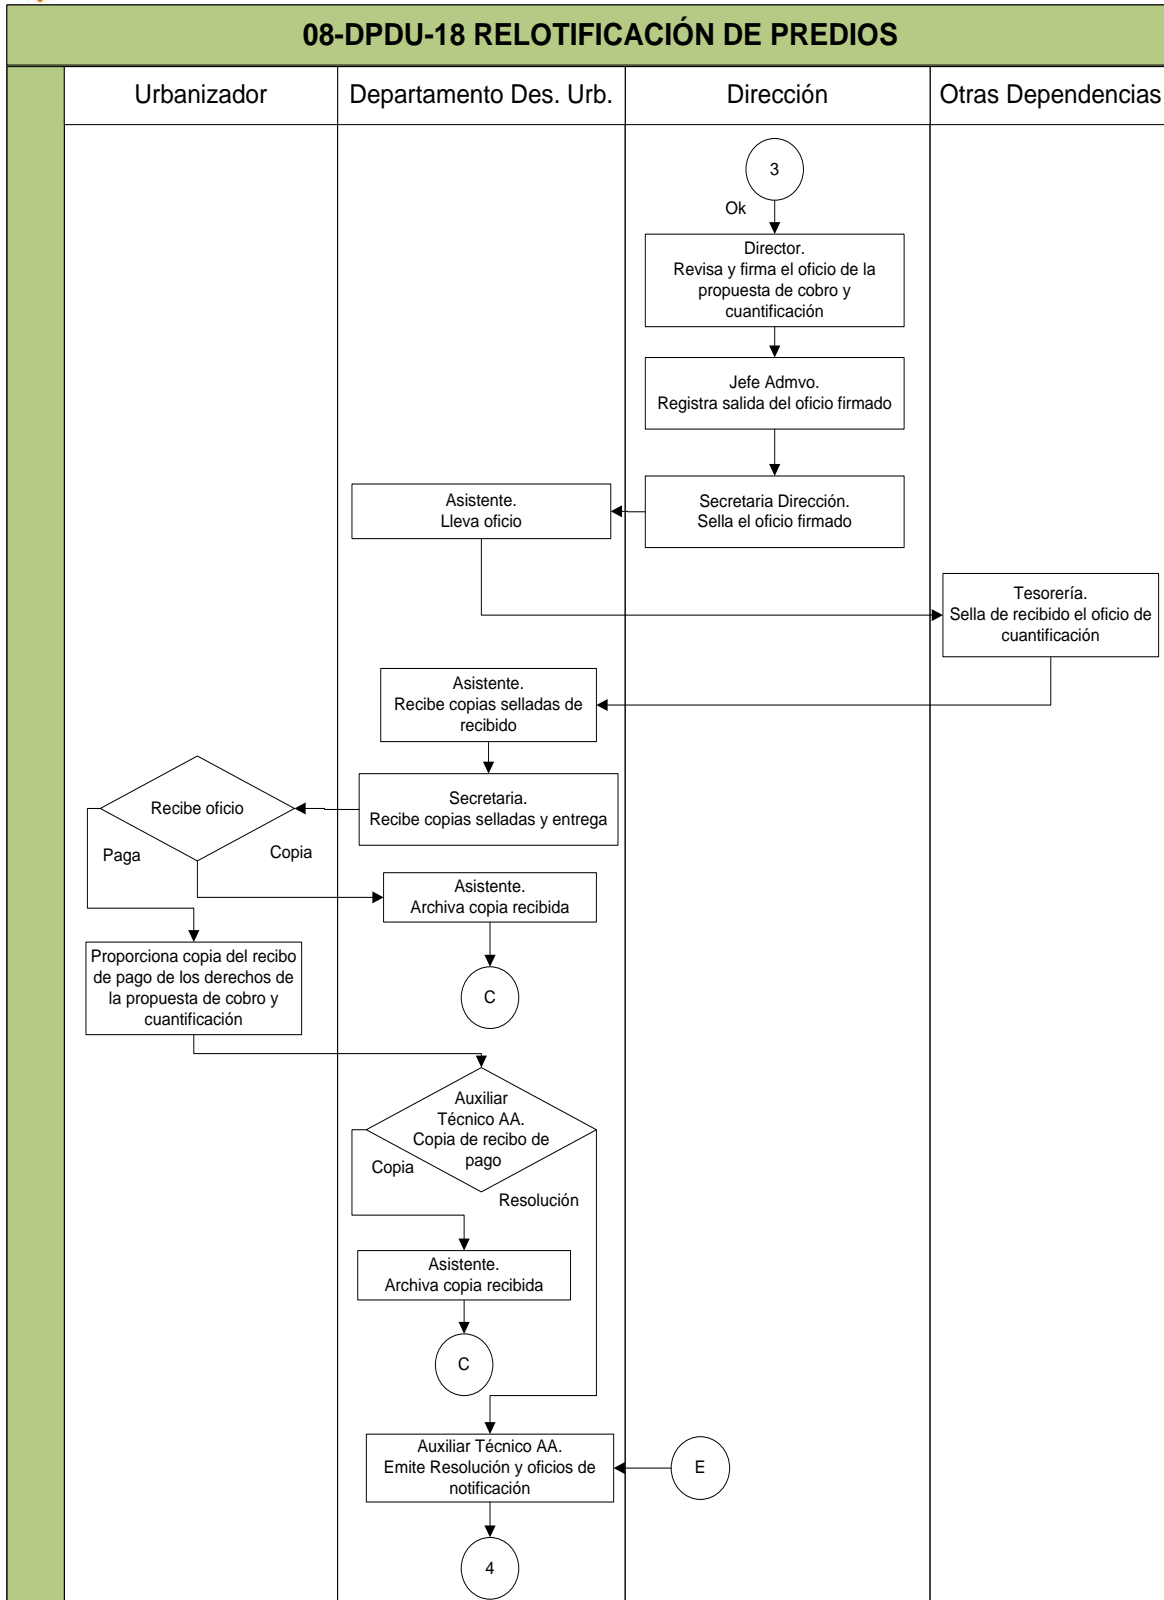 08-DPDU-18 RELOTIFICACIÓN DE PREDIOS
Urbanizador
Departamento Des. Urb.
Dirección
Otras Dependencias
3
Ok
Director.
Revisa y firma el oficio de la
propuesta de cobro y
cuantificación
Jefe Admvo.
Registra salida del oficio firmado
Secretaria Dirección.
Sella el oficio firmado
Asistente.
Lleva oficio
Tesorería.
Sella de recibido el oficio de
cuantificación
Asistente.
Recibe copias selladas de
recibido
Secretaria.
Recibe copias selladas y entrega
Recibe oficio
Paga
Copia
Asistente.
Archiva copia recibida
C
Proporciona copia del recibo
de pago de los derechos de
la propuesta de cobro y
cuantificación
Auxiliar
Técnico AA.
Copia de recibo de
pago
Copia
Resolución
Asistente.
Archiva copia recibida
C
Auxiliar Técnico AA.
Emite Resolución y oficios de
notificación
E
4